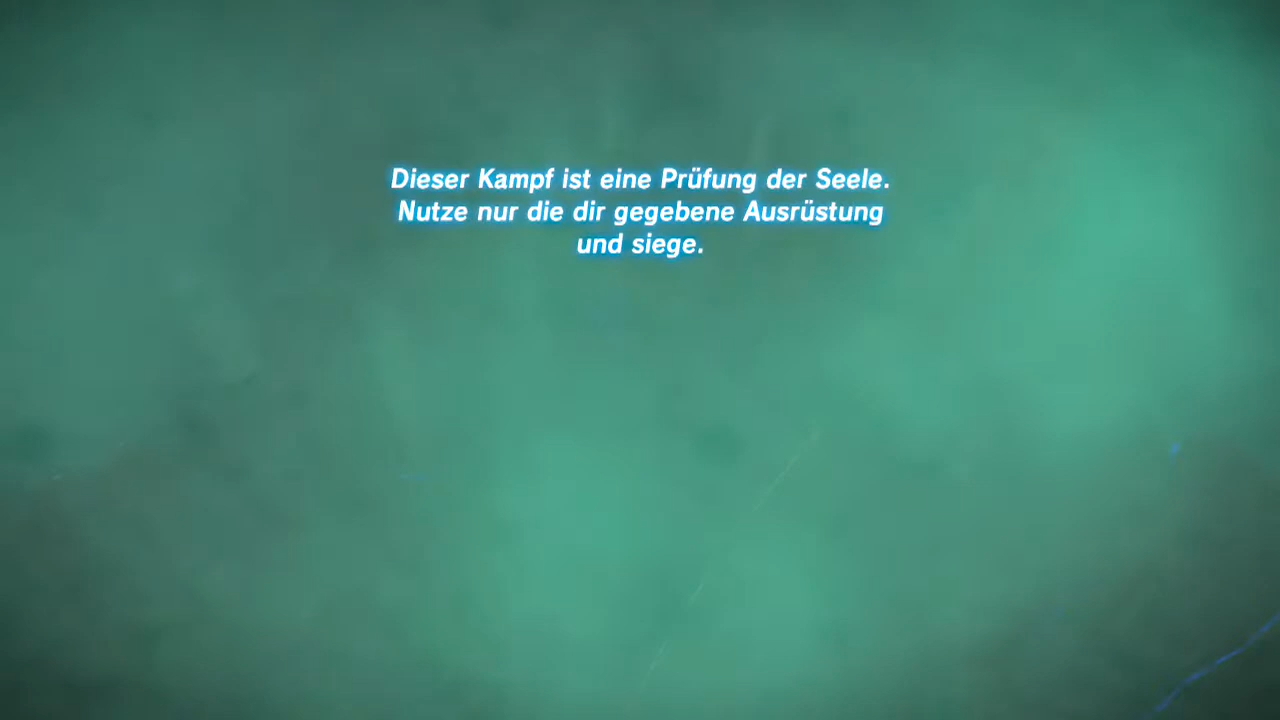 Dieser Kampf ist eine Prüfung der Seele.
Nutze nur die dir gegebene Ausrüstung
und siege.